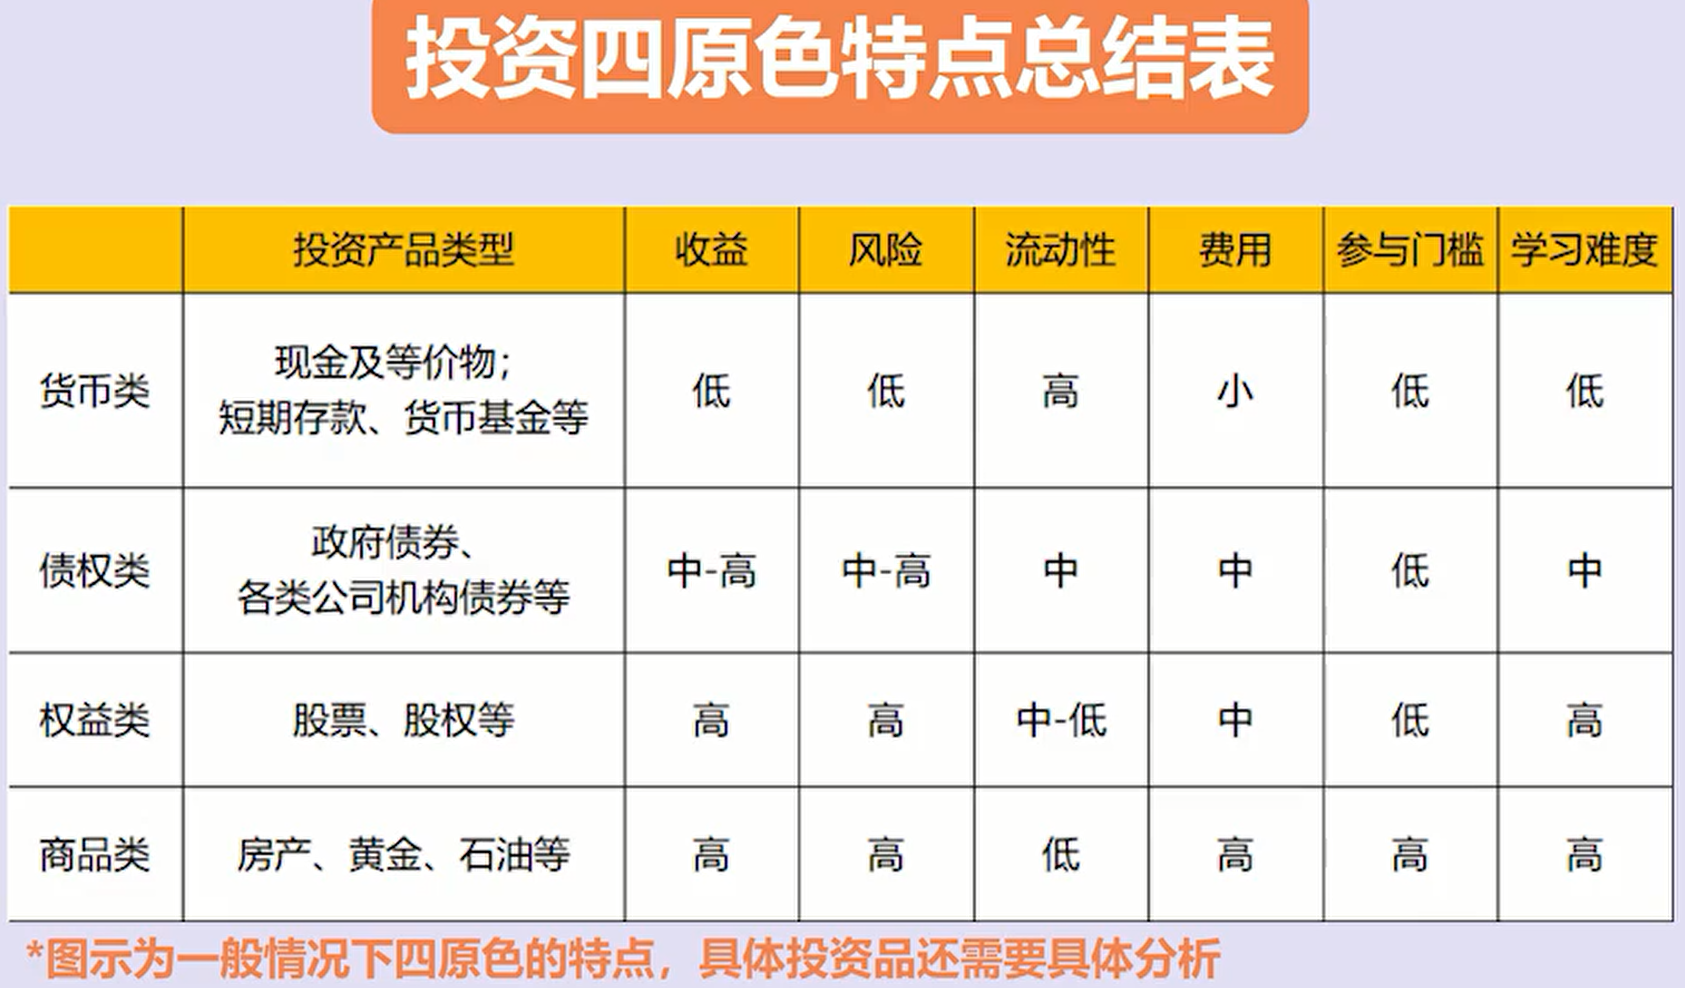 投资四原色特点总结表
投资产品类型 收益 风险 流动性 费用 参与门槛 学习难度
货币类 现金及等价物；
短期存款、货币基金等 低 低 高 小 低 低
债权类 政府债券、
各类公司机构债券等 中-高 中-高 中 中 低 中
权益类 股票、股权等 高 高 中-低 中 低 高
商品类 房产、黄金、石油等 高 高 低 高 高 高
*图示为一般情况下四原色的特点，具体投资品还需要具体分析